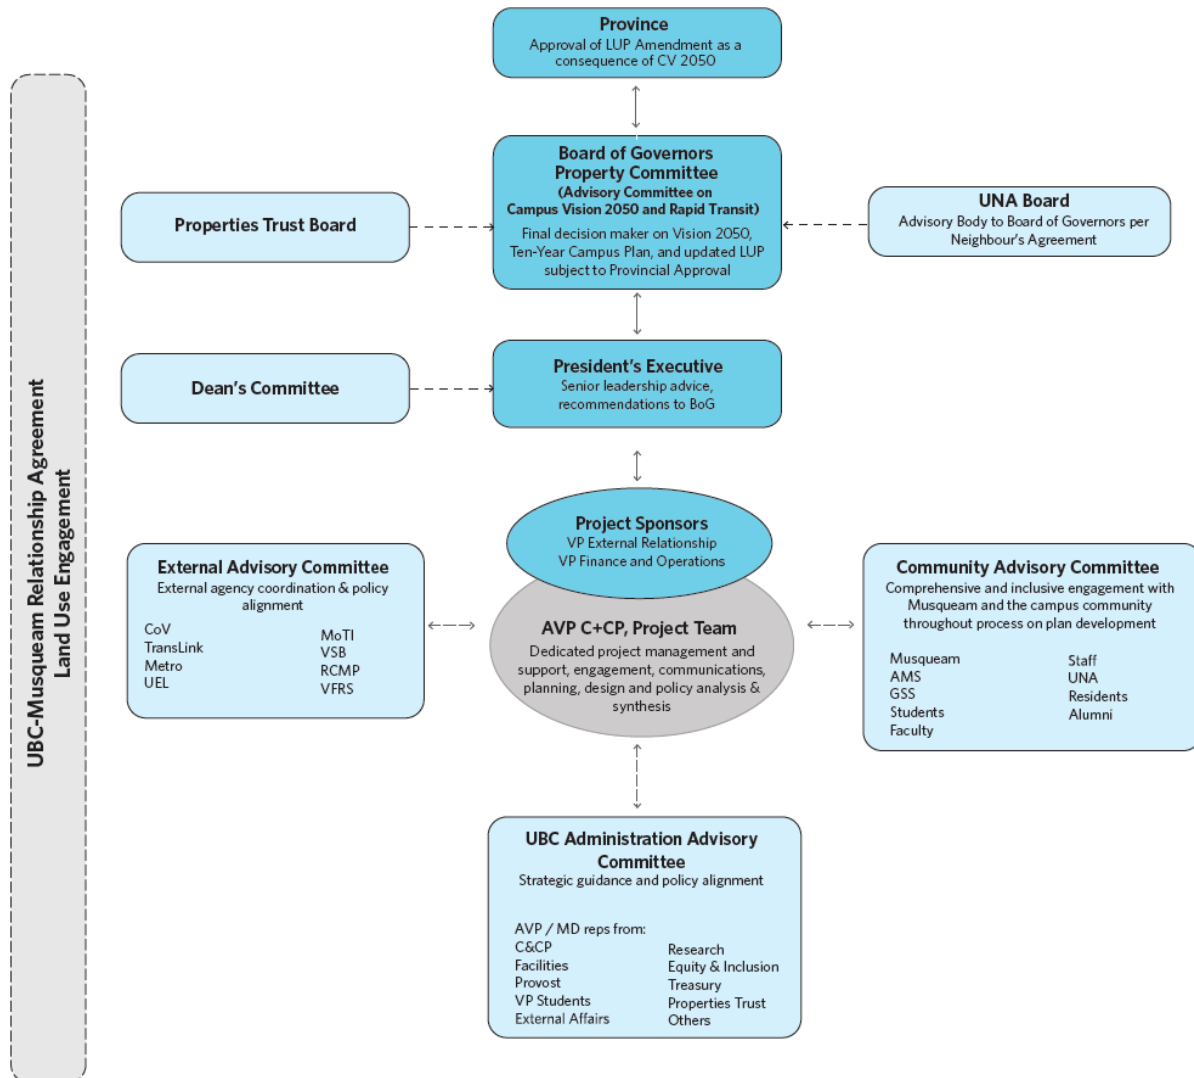 UBC-Musqueam Relationship Agreement
Land Use Engagement
Province
Approval of LUP Amendment as a
consequence of CV 2050
Board of Governors
Property Committee
(Advisory Committee on
Campus Vision 2050 and Rapid Transit)
Final decision maker on Vision 2050,
Ten-Year Campus Plan, and updated LUP
subject to Provincial Approval
Properties Trust Board
UNA Board
Advisory Body to Board of Governors per
Neighbour's Agreement
Dean's Committee
President's Executive
Senior leadership advice,
recommendations to BoG
Project Sponsors
VP External Relationship
VP Finance and Operations
AVP C+CP, Project Team
Dedicated project management and
support, engagement, communications,
planning, design and policy analysis &
synthesis
External Advisory Committee
External agency coordination & policy
alignment
CoV
TransLink
Metro
UEL
MoTI
VSB
RCMP
VFRS
Community Advisory Committee
Comprehensive and inclusive engagement with
Musqueam and the campus community
throughout process on plan development
Musqueam
AMS
GSS
Students
Faculty
Staff
UNA
Residents
Alumni
UBC Administration Advisory
Committee
Strategic guidance and policy alignment
AVP / MD reps from:
C&CP
Facilities
Provost
VP Students
External Affairs
Research
Equity & Inclusion
Treasury
Properties Trust
Others